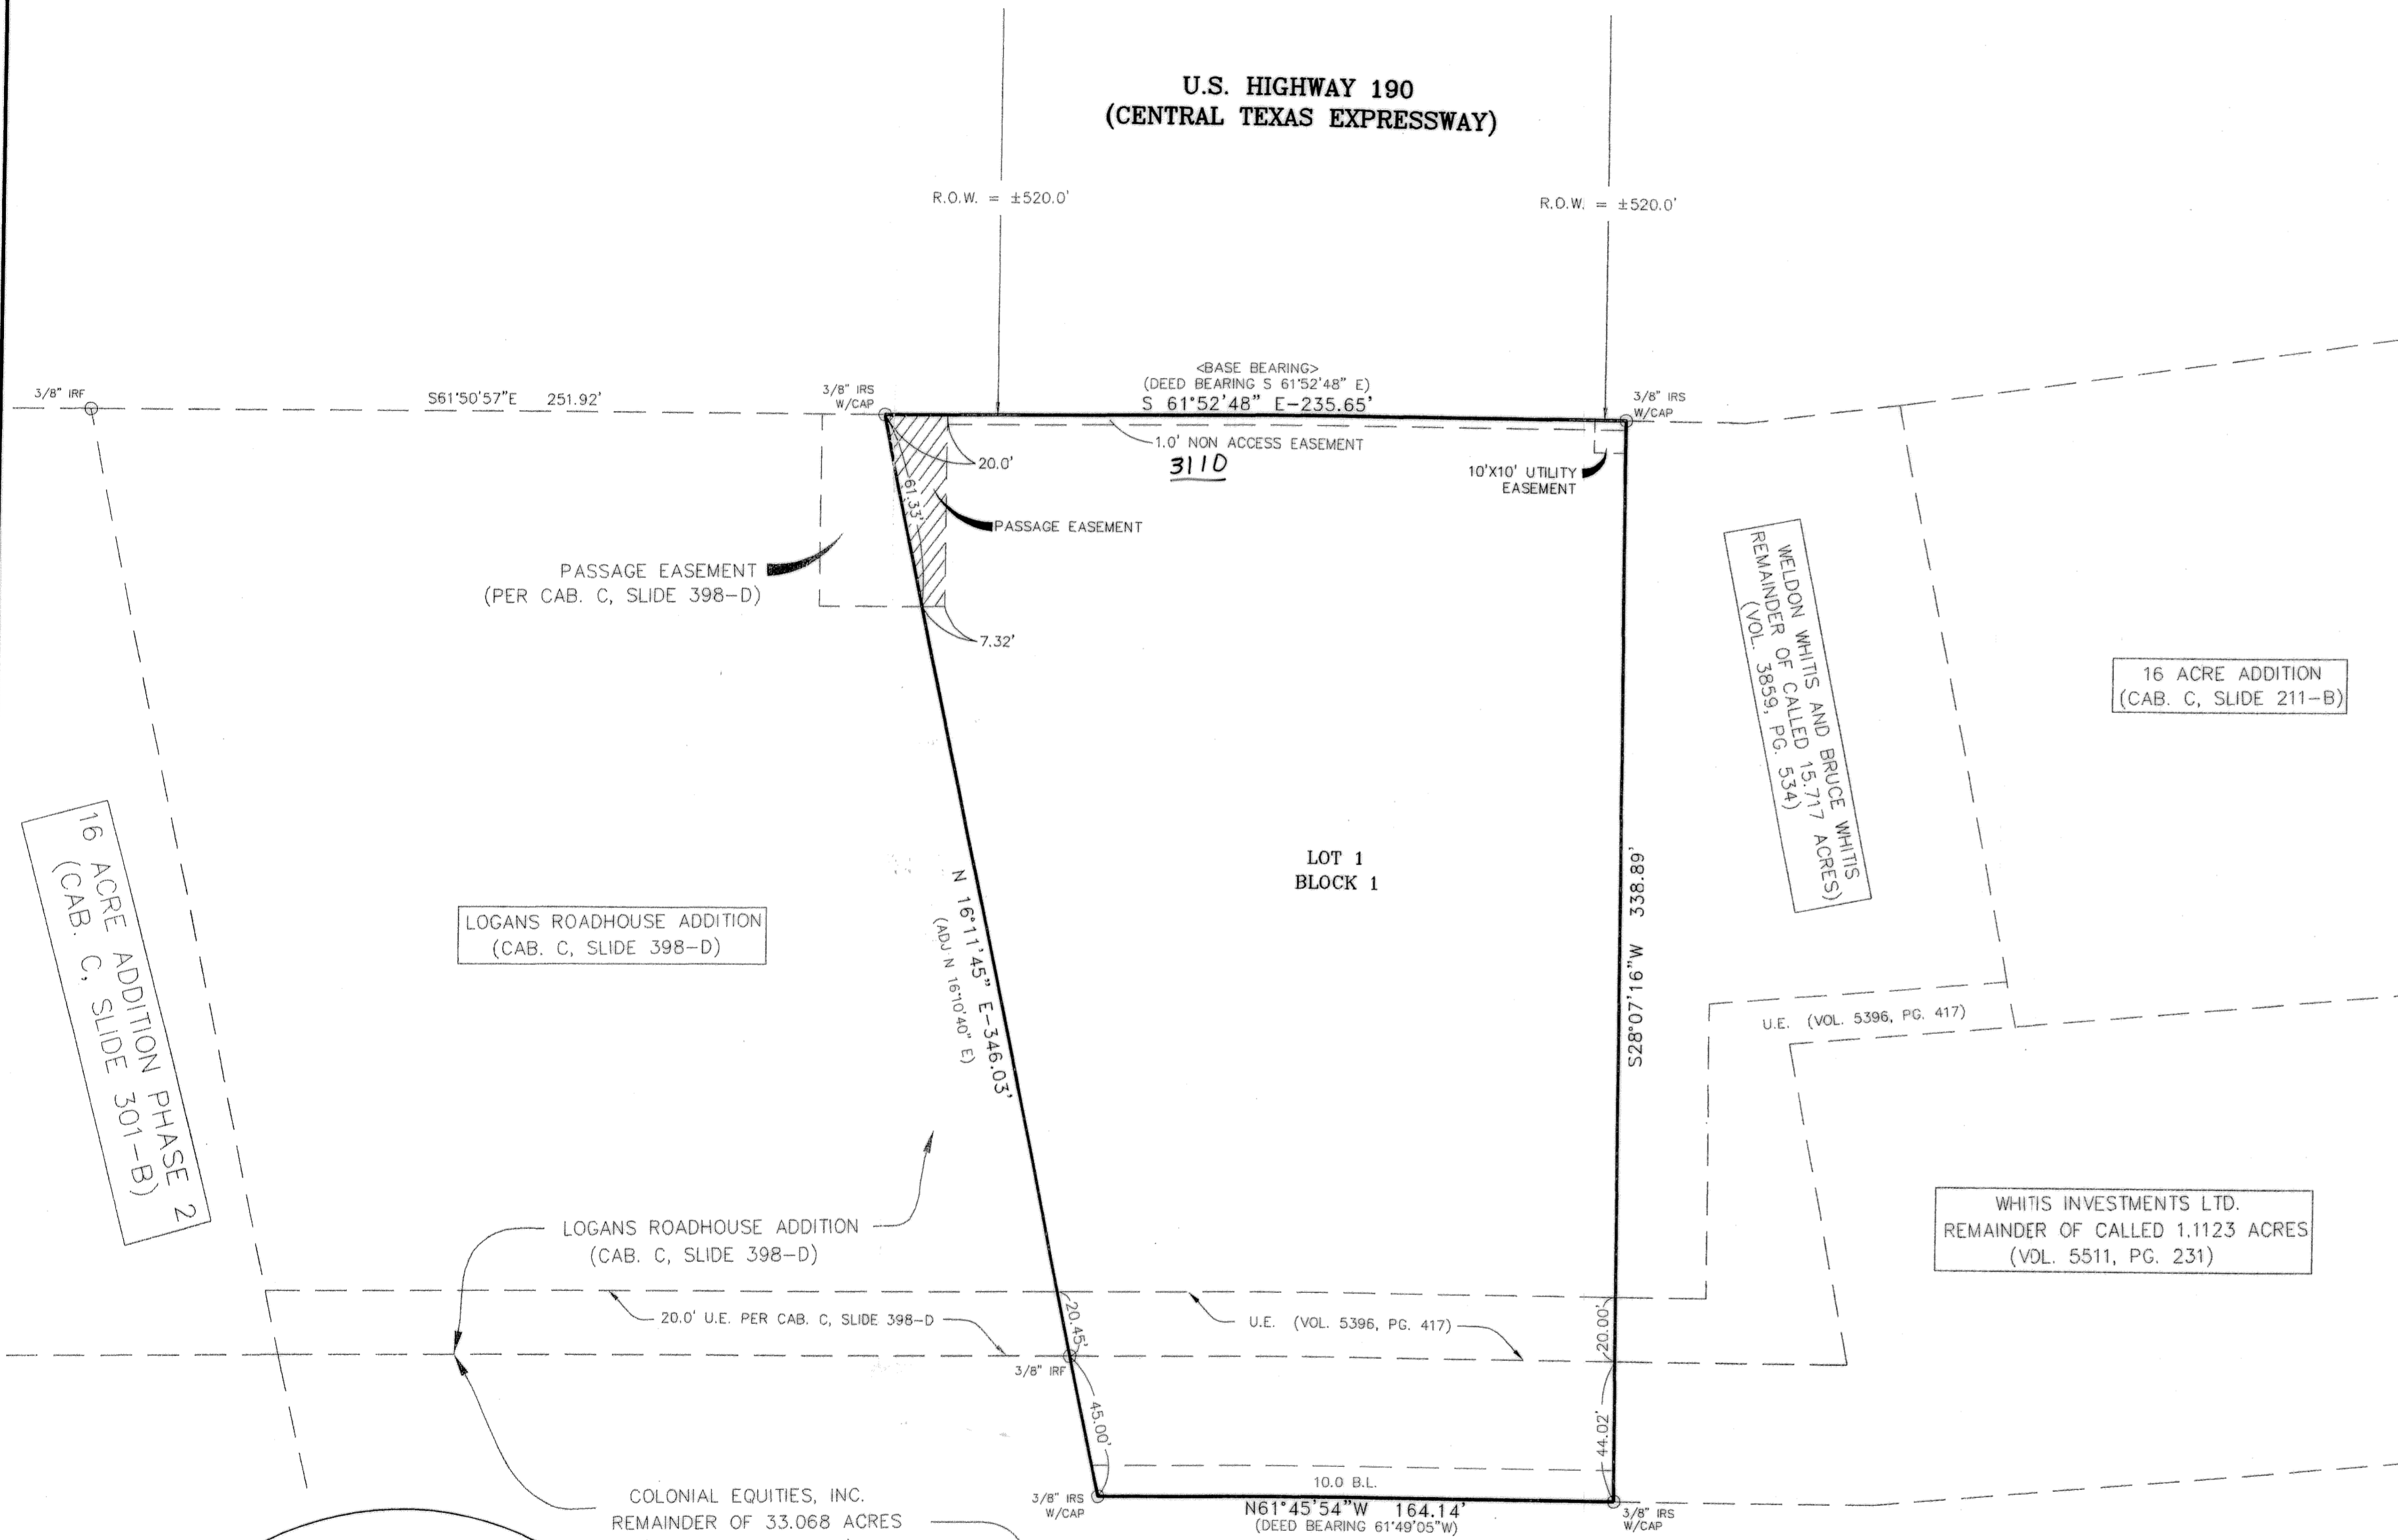 U.S. HIGHWAY 190
(CENTRAL TEXAS EXPRESSWAY)
R.O.W. = ±520.0'
R.O.W. = ±520.0'
3/8" IRF
S61°50'57"E 251.92'
3/8" IRS
W/CAP
<BASE BEARING>
(DEED BEARING S 61°52'48" E)
S 61°52'48" E-235.65'
3/8" IRS
W/CAP
1.0' NON ACCESS EASEMENT
20.0'
3110
10'X10' UTILITY
EASEMENT
61.33'
PASSAGE EASEMENT
PASSAGE EASEMENT
(PER CAB. C, SLIDE 398-D)
7.32'
WELDON WHITIS AND BRUCE WHITIS
REMAINDER OF CALLED 15.717 ACRES)
(VOL. 3859, PG. 534)
16 ACRE ADDITION
(CAB. C, SLIDE 211-B)
LOT 1
BLOCK 1
16 ACRE ADDITION PHASE 2
(CAB. C, SLIDE 301-B)
LOGANS ROADHOUSE ADDITION
(CAB. C, SLIDE 398-D)
N 16°11'45" E-346.03'
(ADJ N 16°10'40" E)
S28°07'16"W 338.89'
U.E. (VOL. 5396, PG. 417)
LOGANS ROADHOUSE ADDITION
(CAB. C, SLIDE 398-D)
WHITIS INVESTMENTS LTD.
REMAINDER OF CALLED 1.1123 ACRES
(VOL. 5511, PG. 231)
20.0' U.E. PER CAB. C, SLIDE 398-D
20.45'
U.E. (VOL. 5396, PG. 417)
20.00'
3/8" IRF
45.00'
44.02'
10.0 B.L.
3/8" IRS
W/CAP
N61°45'54"W 164.14'
(DEED BEARING 61°49'05"W)
3/8" IRS
W/CAP
COLONIAL EQUITIES, INC.
REMAINDER OF 33.068 ACRES